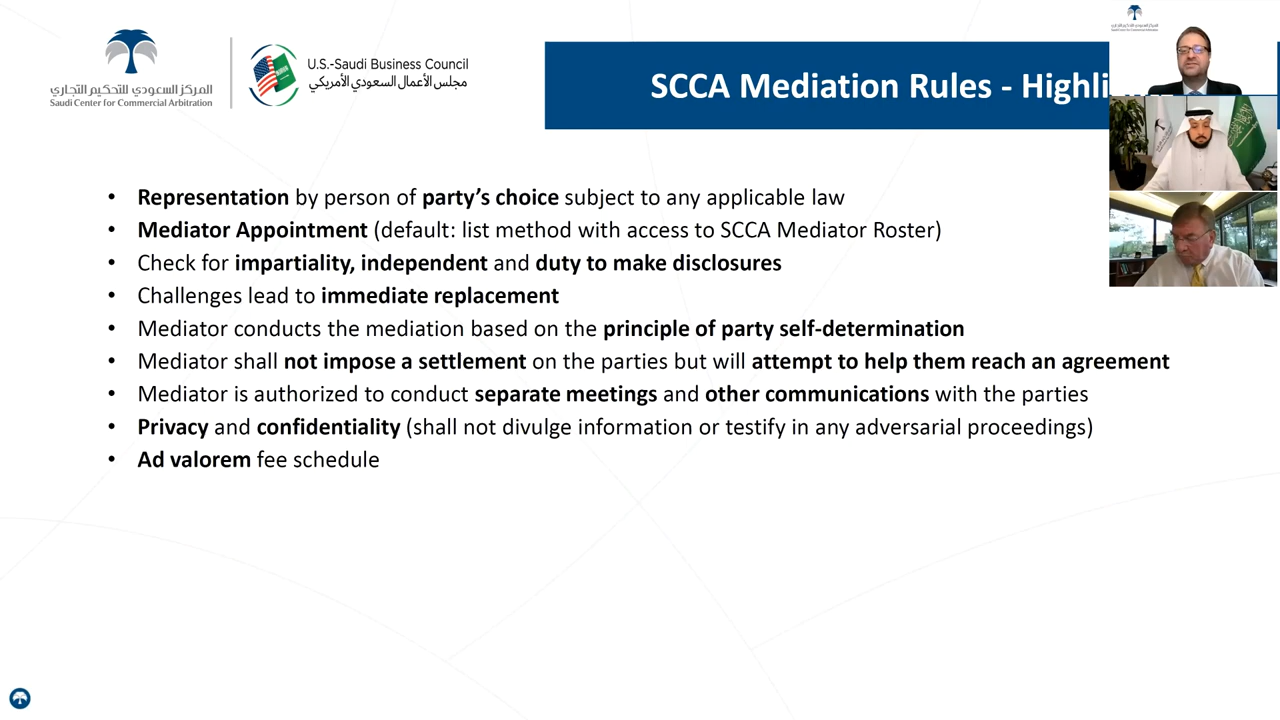 المركز السعودي للتحكيم التجاري
Saudi Center for Commercial Arbitration
U.S.-Saudi Business Council
مجلس الأعمال السعودي الأمريكي
SCCA Mediation Rules - Highli
• Representation by person of party's choice subject to any applicable law
• Mediator Appointment (default: list method with access to SCCA Mediator Roster)
• Check for impartiality, independent and duty to make disclosures
• Challenges lead to immediate replacement
• Mediator conducts the mediation based on the principle of party self-determination
• Mediator shall not impose a settlement on the parties but will attempt to help them reach an agreement
• Mediator is authorized to conduct separate meetings and other communications with the parties
• Privacy and confidentiality (shall not divulge information or testify in any adversarial proceedings)
• Ad valorem fee schedule